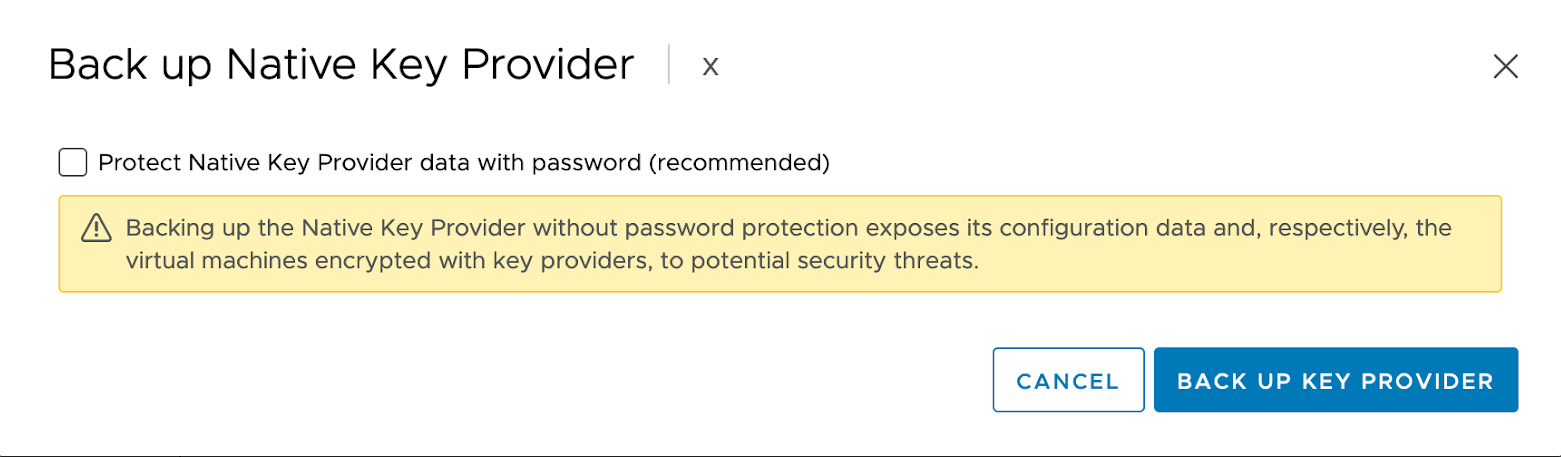 Back up Native Key Provider | x
Protect Native Key Provider data with password (recommended)
Backing up the Native Key Provider without password protection exposes its configuration data and, respectively, the
virtual machines encrypted with key providers, to potential security threats.
CANCEL BACK UP KEY PROVIDER